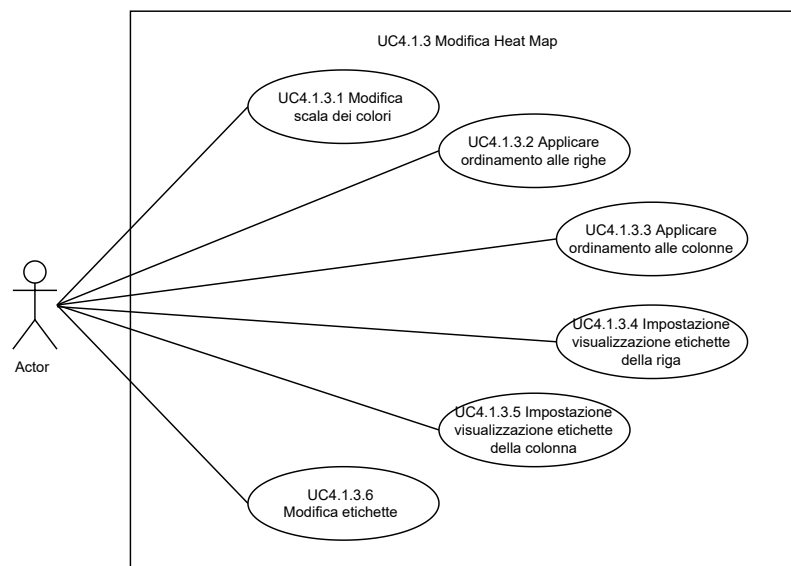 UC4.1.3 Modifica Heat Map
UC4.1.3.1 Modifica
scala dei colori
UC4.1.3.2 Applicare
ordinamento alle righe
UC4.1.3.3 Applicare
ordinamento alle colonne
Actor
UC4.1.3.4 Impostazione
visualizzazione etichette
della riga
UC4.1.3.5 Impostazione
visualizzazione etichette
della colonna
UC4.1.3.6
Modifica etichette